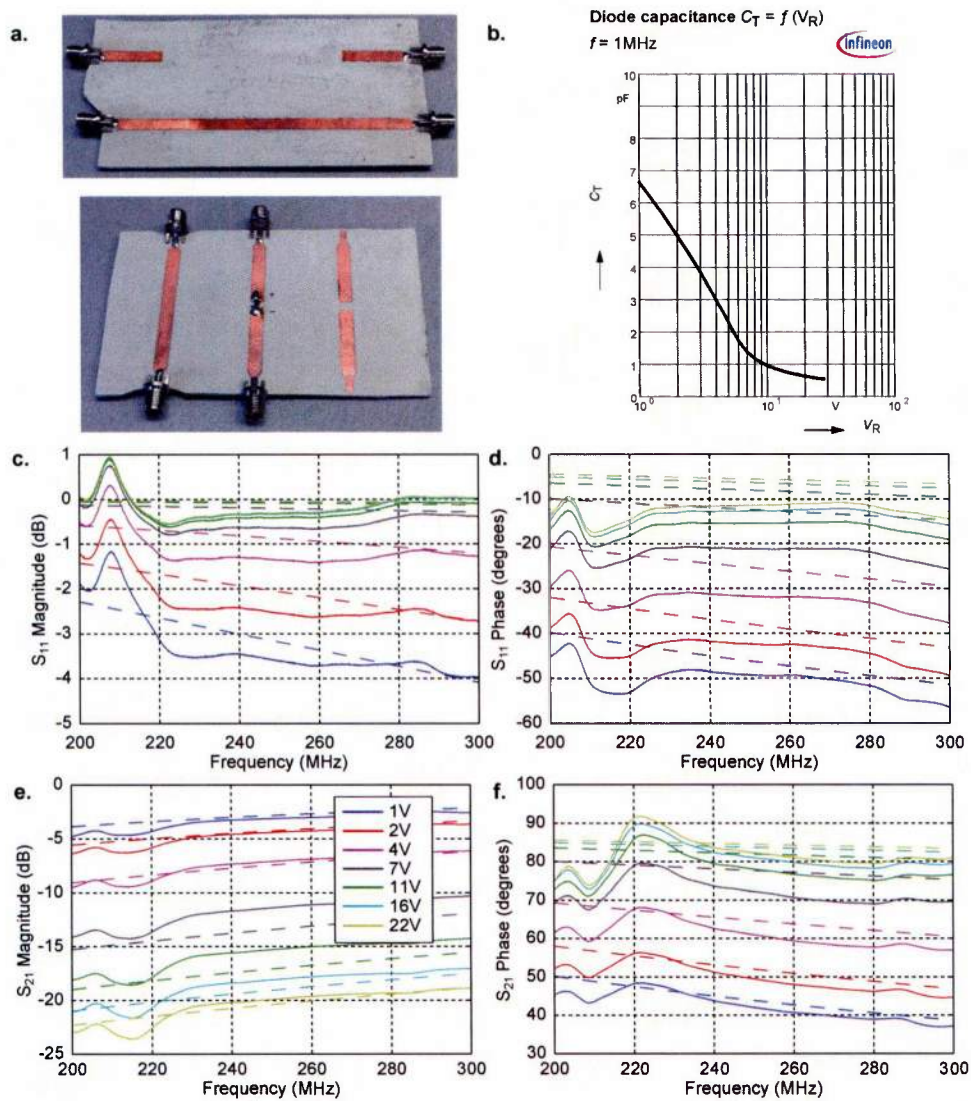 a.
b.
Diode capacitance C_T = f (V_R)
f = 1MHz
infineon
10
pF
8
7
6
C_T
5
4
3
2
1
0
10^0
10^1
V
10^2
V_R
c.
1
0
-1
-2
-3
-4
-5
S_11 Magnitude (dB)
200
220
240
260
280
300
Frequency (MHz)
d.
0
-10
-20
-30
-40
-50
-60
S_11 Phase (degrees)
200
220
240
260
280
300
Frequency (MHz)
e.
0
-5
-10
-15
-20
-25
S_21 Magnitude (dB)
1V
2V
4V
7V
11V
16V
22V
200
220
240
260
280
300
Frequency (MHz)
f.
100
90
80
70
60
50
40
30
S_21 Phase (degrees)
200
220
240
260
280
300
Frequency (MHz)